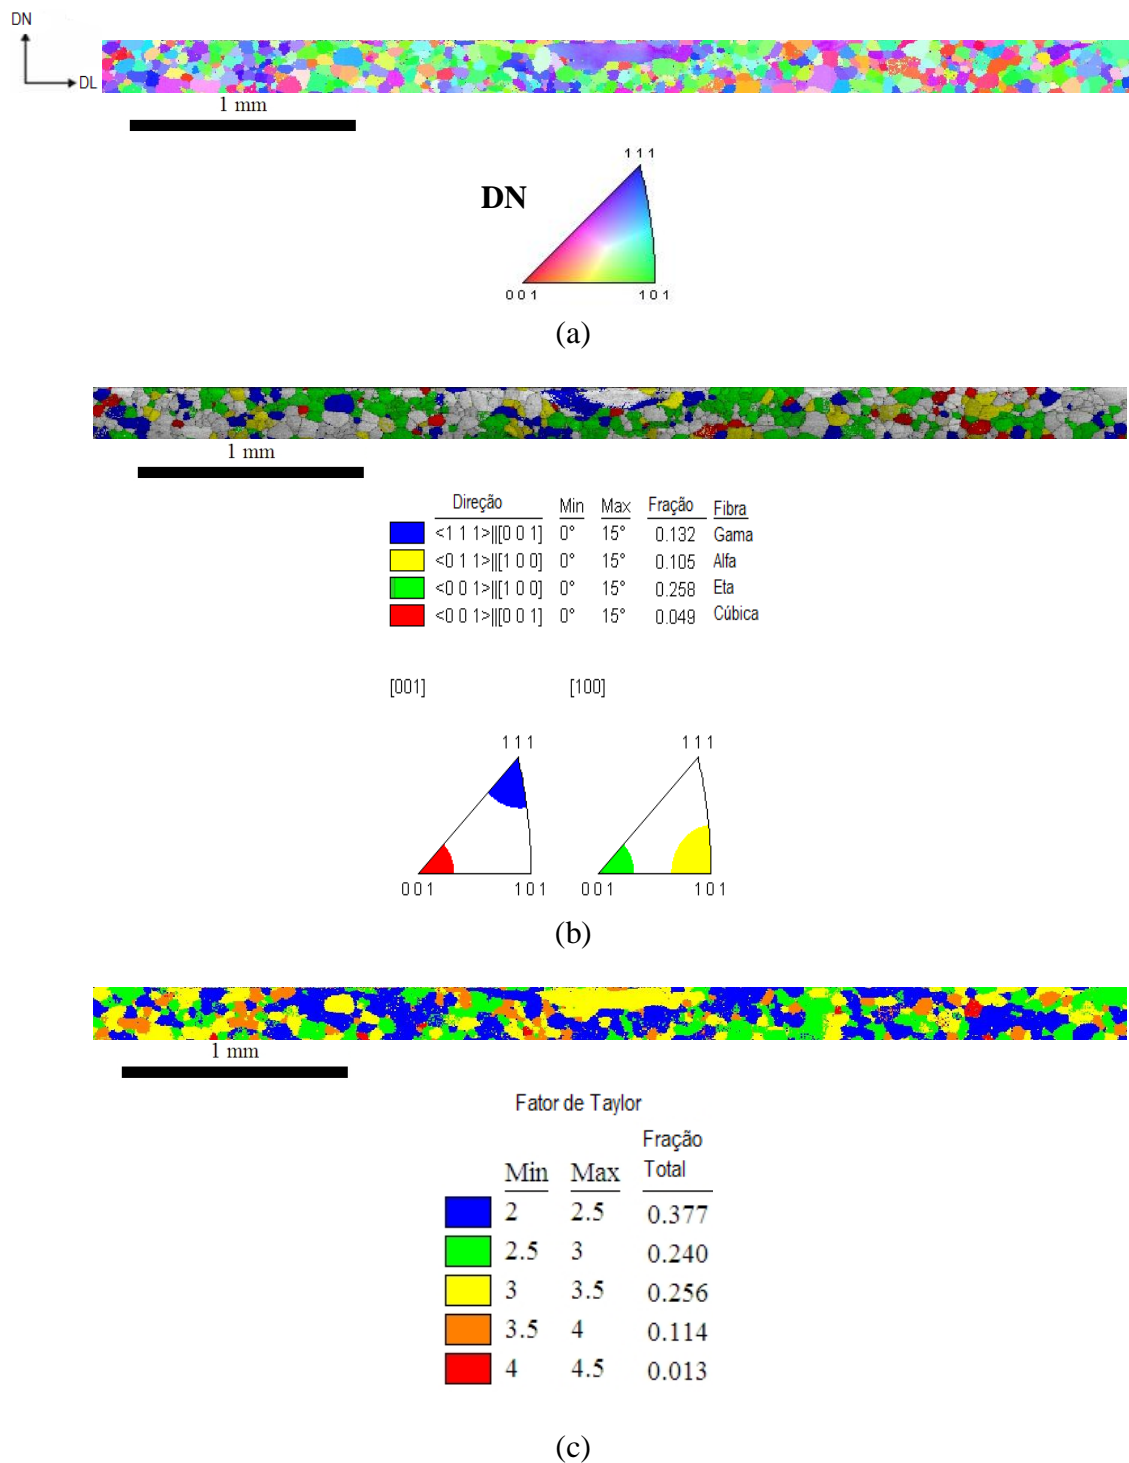 DN
DL
1 mm
1 1 1
DN
0 0 1
1 0 1
(a)
1 mm
Direção Min Max Fração Fibra
<1 1 1>||[0 0 1] 0° 15° 0.132 Gama
<0 1 1>||[1 0 0] 0° 15° 0.105 Alfa
<0 0 1>||[1 0 0] 0° 15° 0.258 Eta
<0 0 1>||[0 0 1] 0° 15° 0.049 Cúbica
[001] [100]
1 1 1 1 1 1
0 0 1 1 0 1 0 0 1 1 0 1
(b)
1 mm
Fator de Taylor
Fração
Min Max Total
2 2.5 0.377
2.5 3 0.240
3 3.5 0.256
3.5 4 0.114
4 4.5 0.013
(c)